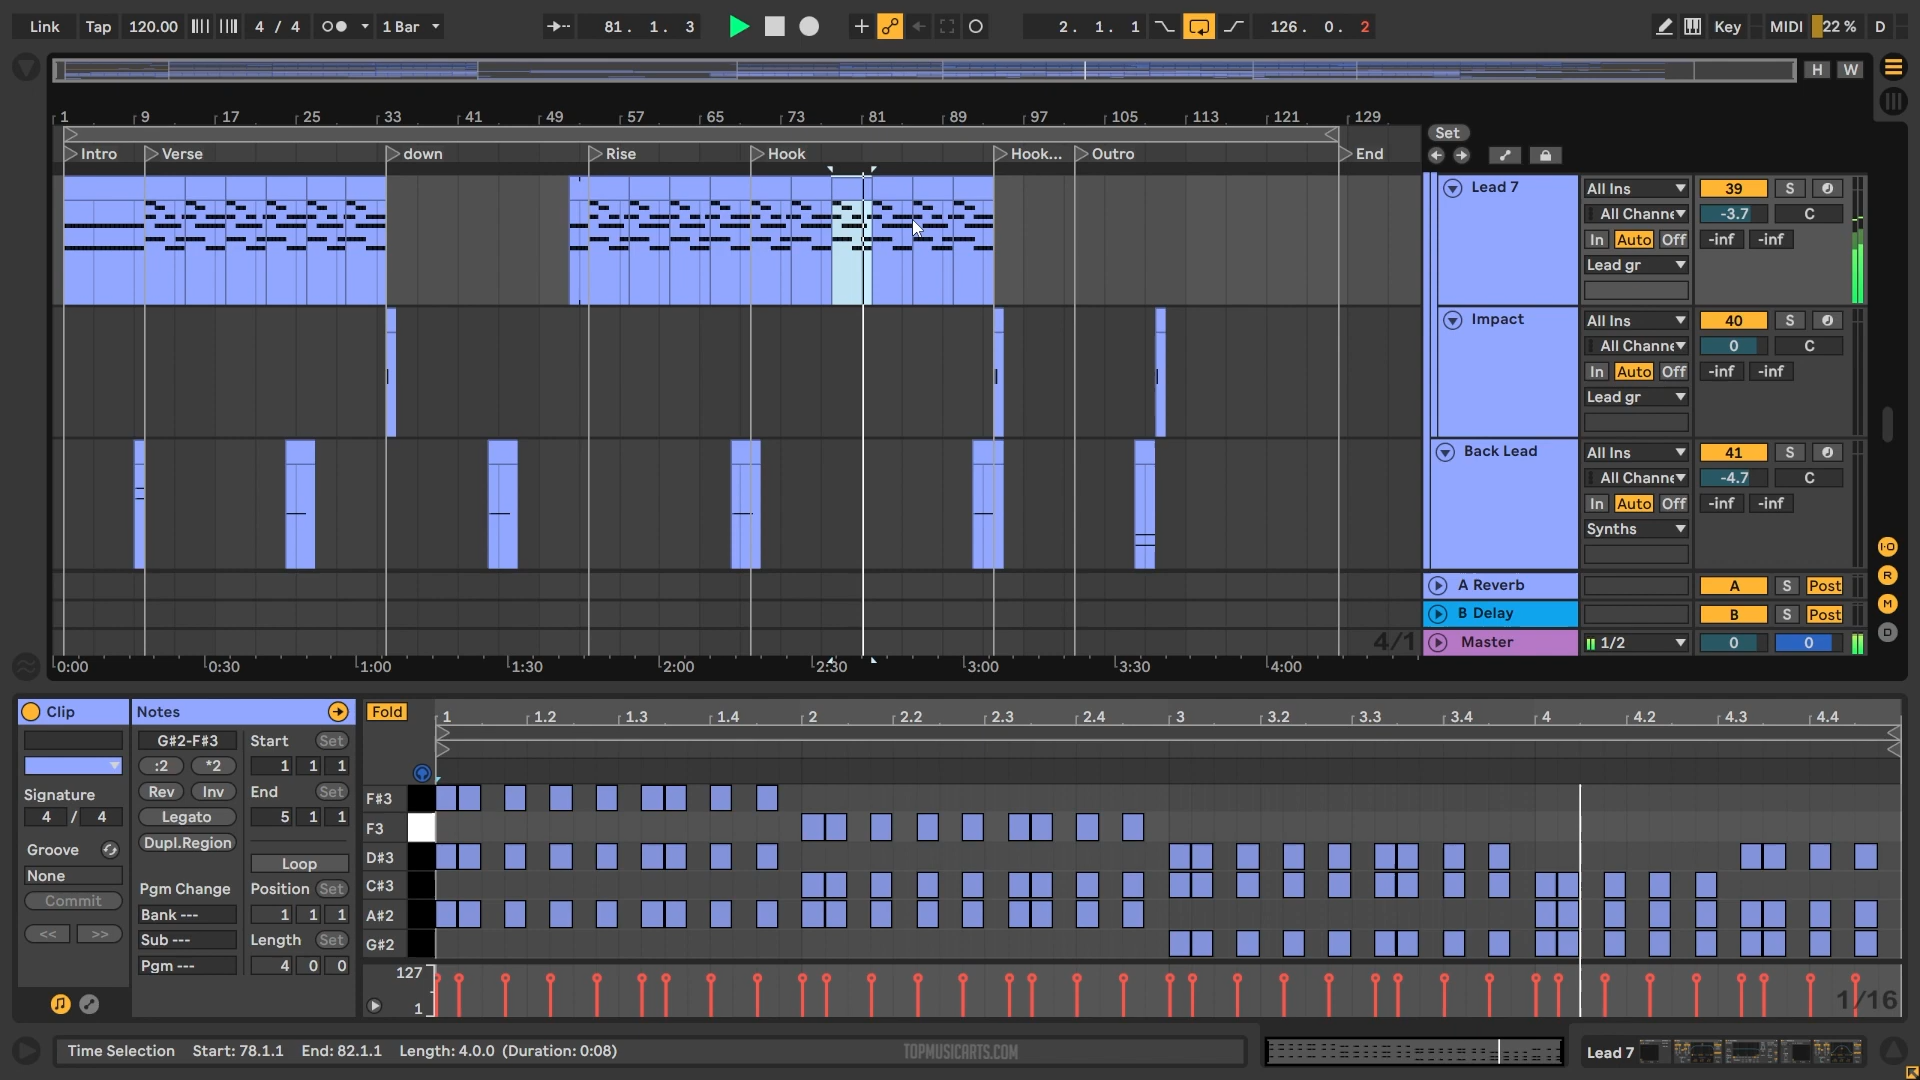 Link Tap 120.00 4 / 4 1 Bar 81. 1. 3 2. 1. 1 126. 0. 2 Key MIDI 22 % D
H W
1 9 17 25 33 41 49 57 65 73 81 89 97 105 113 121 129
Set
Intro Verse down Rise Hook Hook... Outro End
Lead 7 All Ins 39 S
All Channe -3.7 C
In Auto Off -inf -inf
Lead gr
Impact All Ins 40 S
All Channe 0 C
In Auto Off -inf -inf
Lead gr
Back Lead All Ins 41 S
All Channe -4.7 C
In Auto Off -inf -inf
Synths
I·O
R
M
D
A Reverb A S Post
B Delay B S Post
4/1 Master 1/2 0 0
0:00 0:30 1:00 1:30 2:00 2:30 3:00 3:30 4:00
Clip Notes Fold 1 1.2 1.3 1.4 2 2.2 2.3 2.4 3 3.2 3.3 3.4 4 4.2 4.3 4.4
G#2-F#3 Start Set
:2 *2 1 1 1
Signature Rev Inv End Set
4 / 4 Legato 5 1 1
Groove Dupl.Region
None Loop
Commit Pgm Change Position Set
Bank --- 1 1 1
<< >> Sub --- Length Set
Pgm --- 4 0 0
F#3
F3
D#3
C#3
A#2
G#2
127
1 1/16
Time Selection Start: 78.1.1 End: 82.1.1 Length: 4.0.0 (Duration: 0:08) TOPMUSICARTS.COM Lead 7